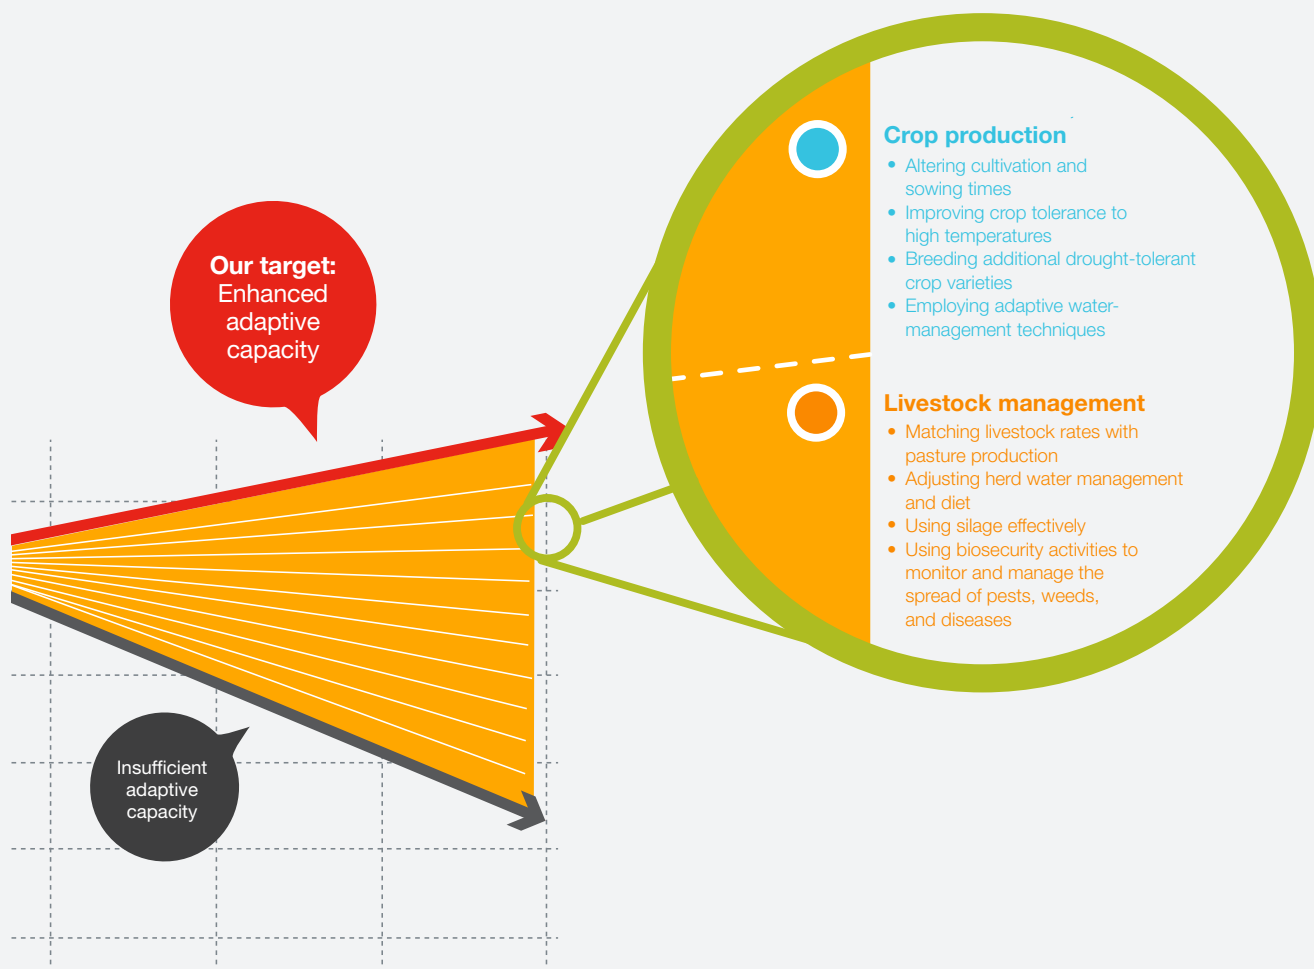 Our target:
Enhanced
adaptive
capacity
Insufficient
adaptive
capacity
Crop production
• Altering cultivation and
sowing times
• Improving crop tolerance to
high temperatures
• Breeding additional drought-tolerant
crop varieties
• Employing adaptive water-
management techniques
Livestock management
• Matching livestock rates with
pasture production
• Adjusting herd water management
and diet
• Using silage effectively
• Using biosecurity activities to
monitor and manage the
spread of pests, weeds,
and diseases